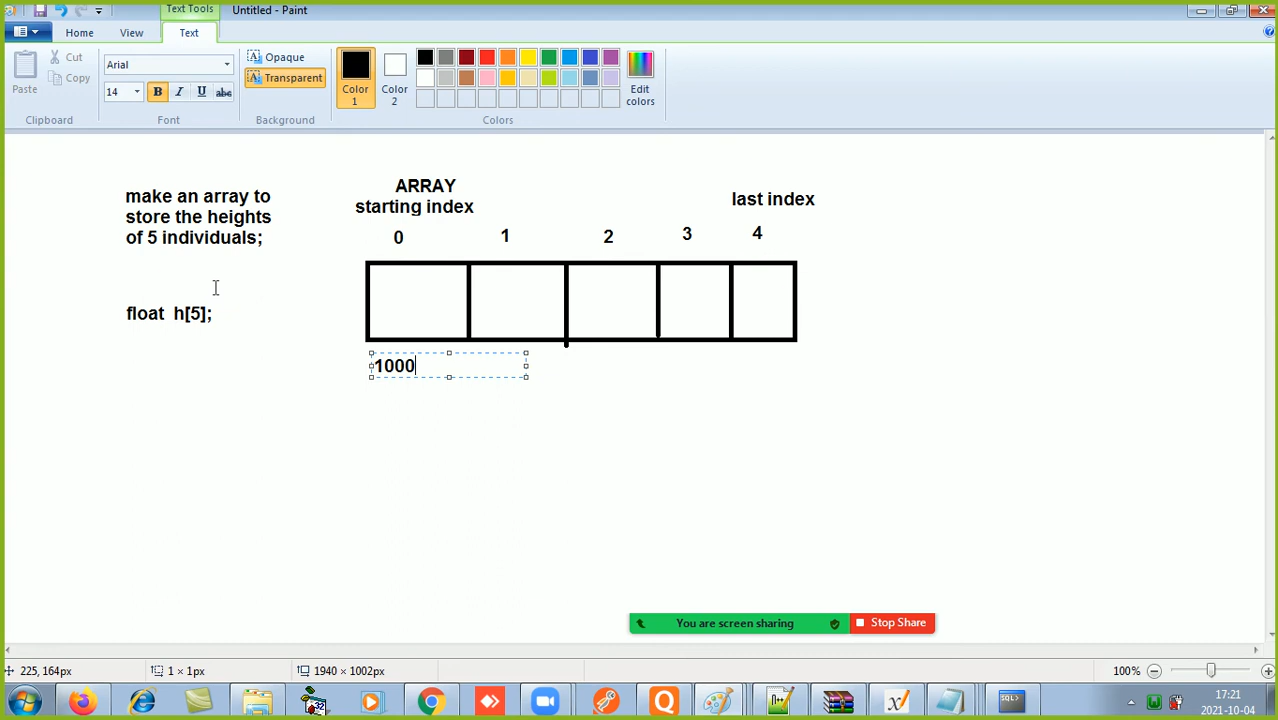 Text Tools
Untitled - Paint
Home
View
Text
Paste
Cut
Copy
Clipboard
Arial
14
B
I
U
abc
Font
Opaque
Transparent
Background
Color 1
Color 2
Edit colors
Colors
make an array to
store the heights
of 5 individuals;
float h[5];
ARRAY
starting index
last index
0
1
2
3
4
1000
You are screen sharing
Stop Share
225, 164px
1 × 1px
1940 × 1002px
100%
32
Q
SQL>
17:21
2021-10-04